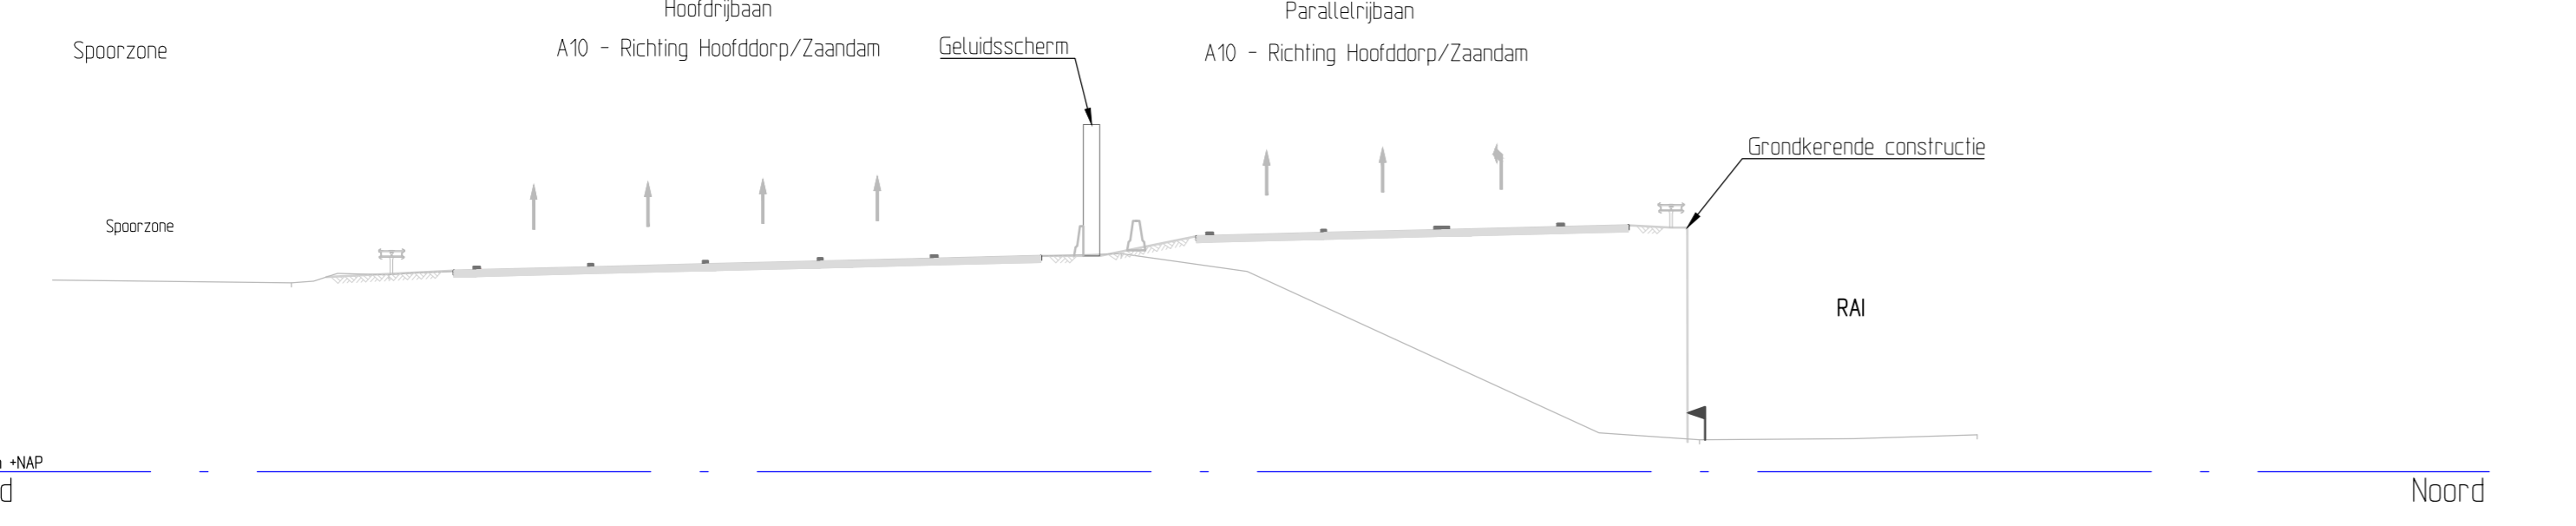 Hoofdrijbaan
A10 - Richting Hoofddorp/Zaandam
Parallelrijbaan
A10 - Richting Hoofddorp/Zaandam
Spoorzone
Geluidsscherm
Grondkerende constructie
Spoorzone
RAI
+NAP
Noord